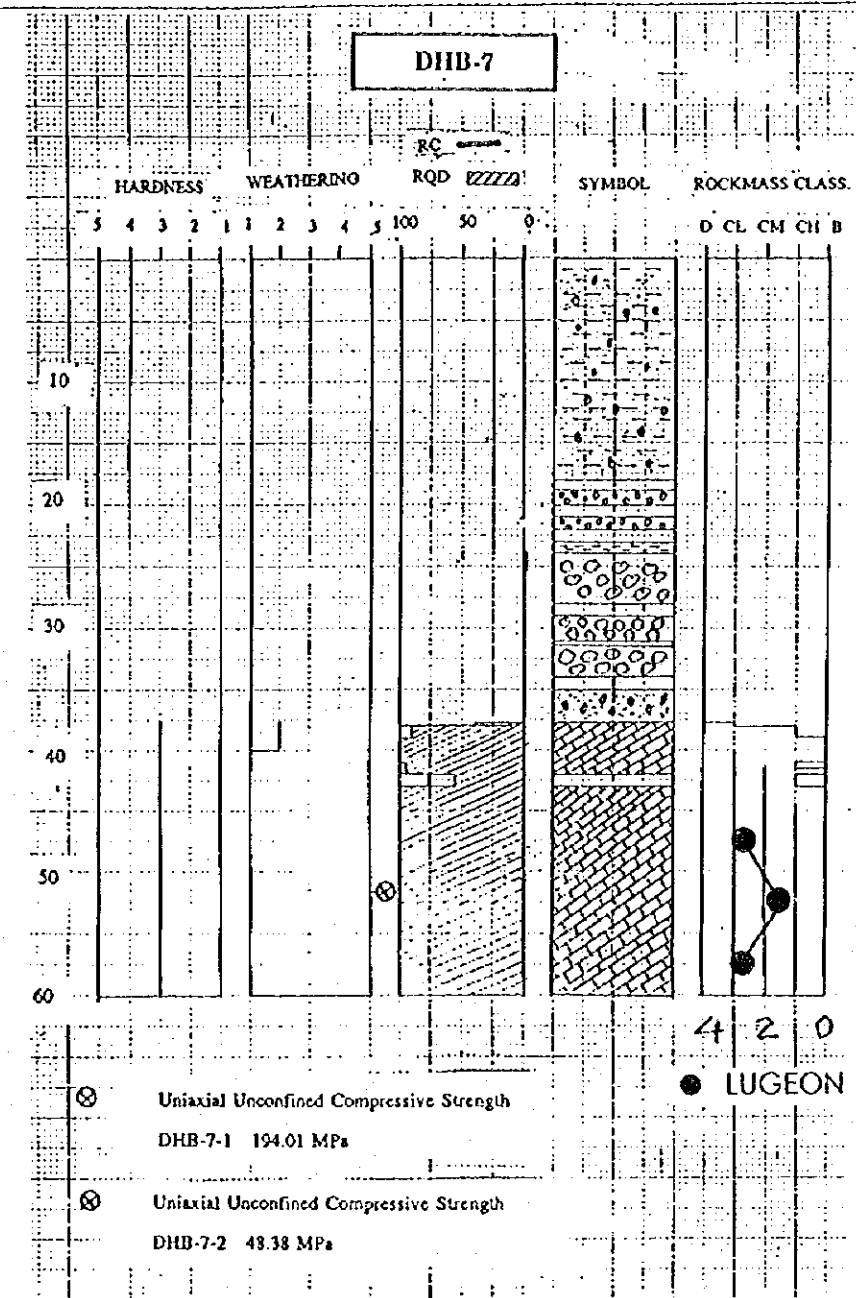 DHB-7
RC
RQD
HARDNESS WEATHERING SYMBOL ROCKMASS CLASS.
5 4 3 2 1 1 2 3 4 5 100 50 0 D CL CM CH B
10
20
30
40
50
60
4 2 0
LUGEON
Uniaxial Unconfined Compressive Strength
DHB-7-1 194.01 MPa
Uniaxial Unconfined Compressive Strength
DHB-7-2 48.38 MPa